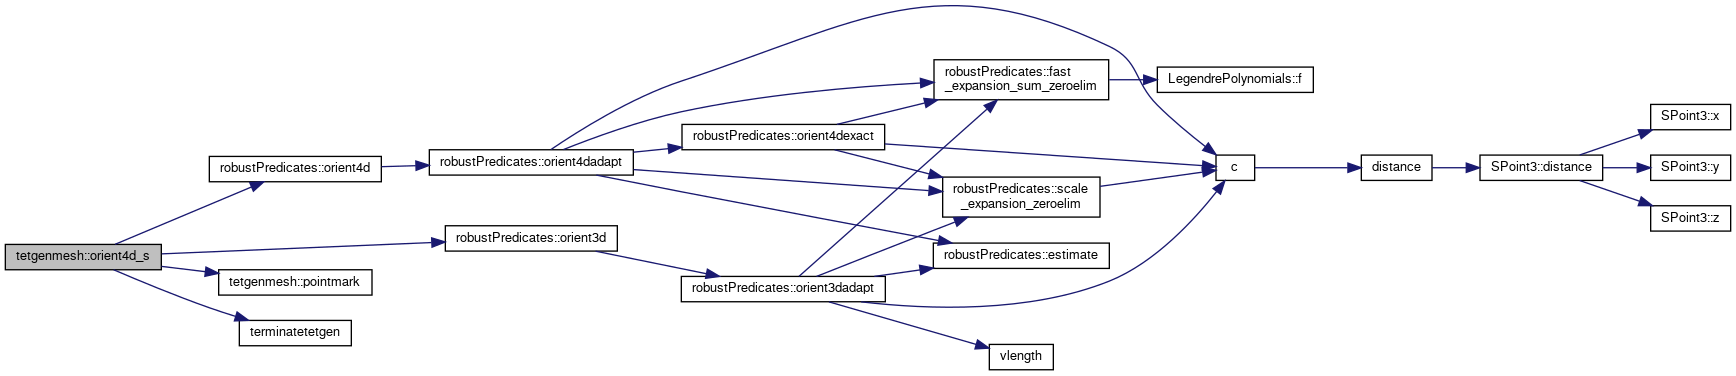 tetgenmesh::orient4d_s
robustPredicates::orient4d
robustPredicates::orient3d
tetgenmesh::pointmark
terminatetetgen
robustPredicates::orient4dadapt
robustPredicates::orient4dexact
robustPredicates::orient3dadapt
robustPredicates::fast
_expansion_sum_zeroelim
robustPredicates::scale
_expansion_zeroelim
robustPredicates::estimate
vlength
LegendrePolynomials::f
c
distance
SPoint3::distance
SPoint3::x
SPoint3::y
SPoint3::z